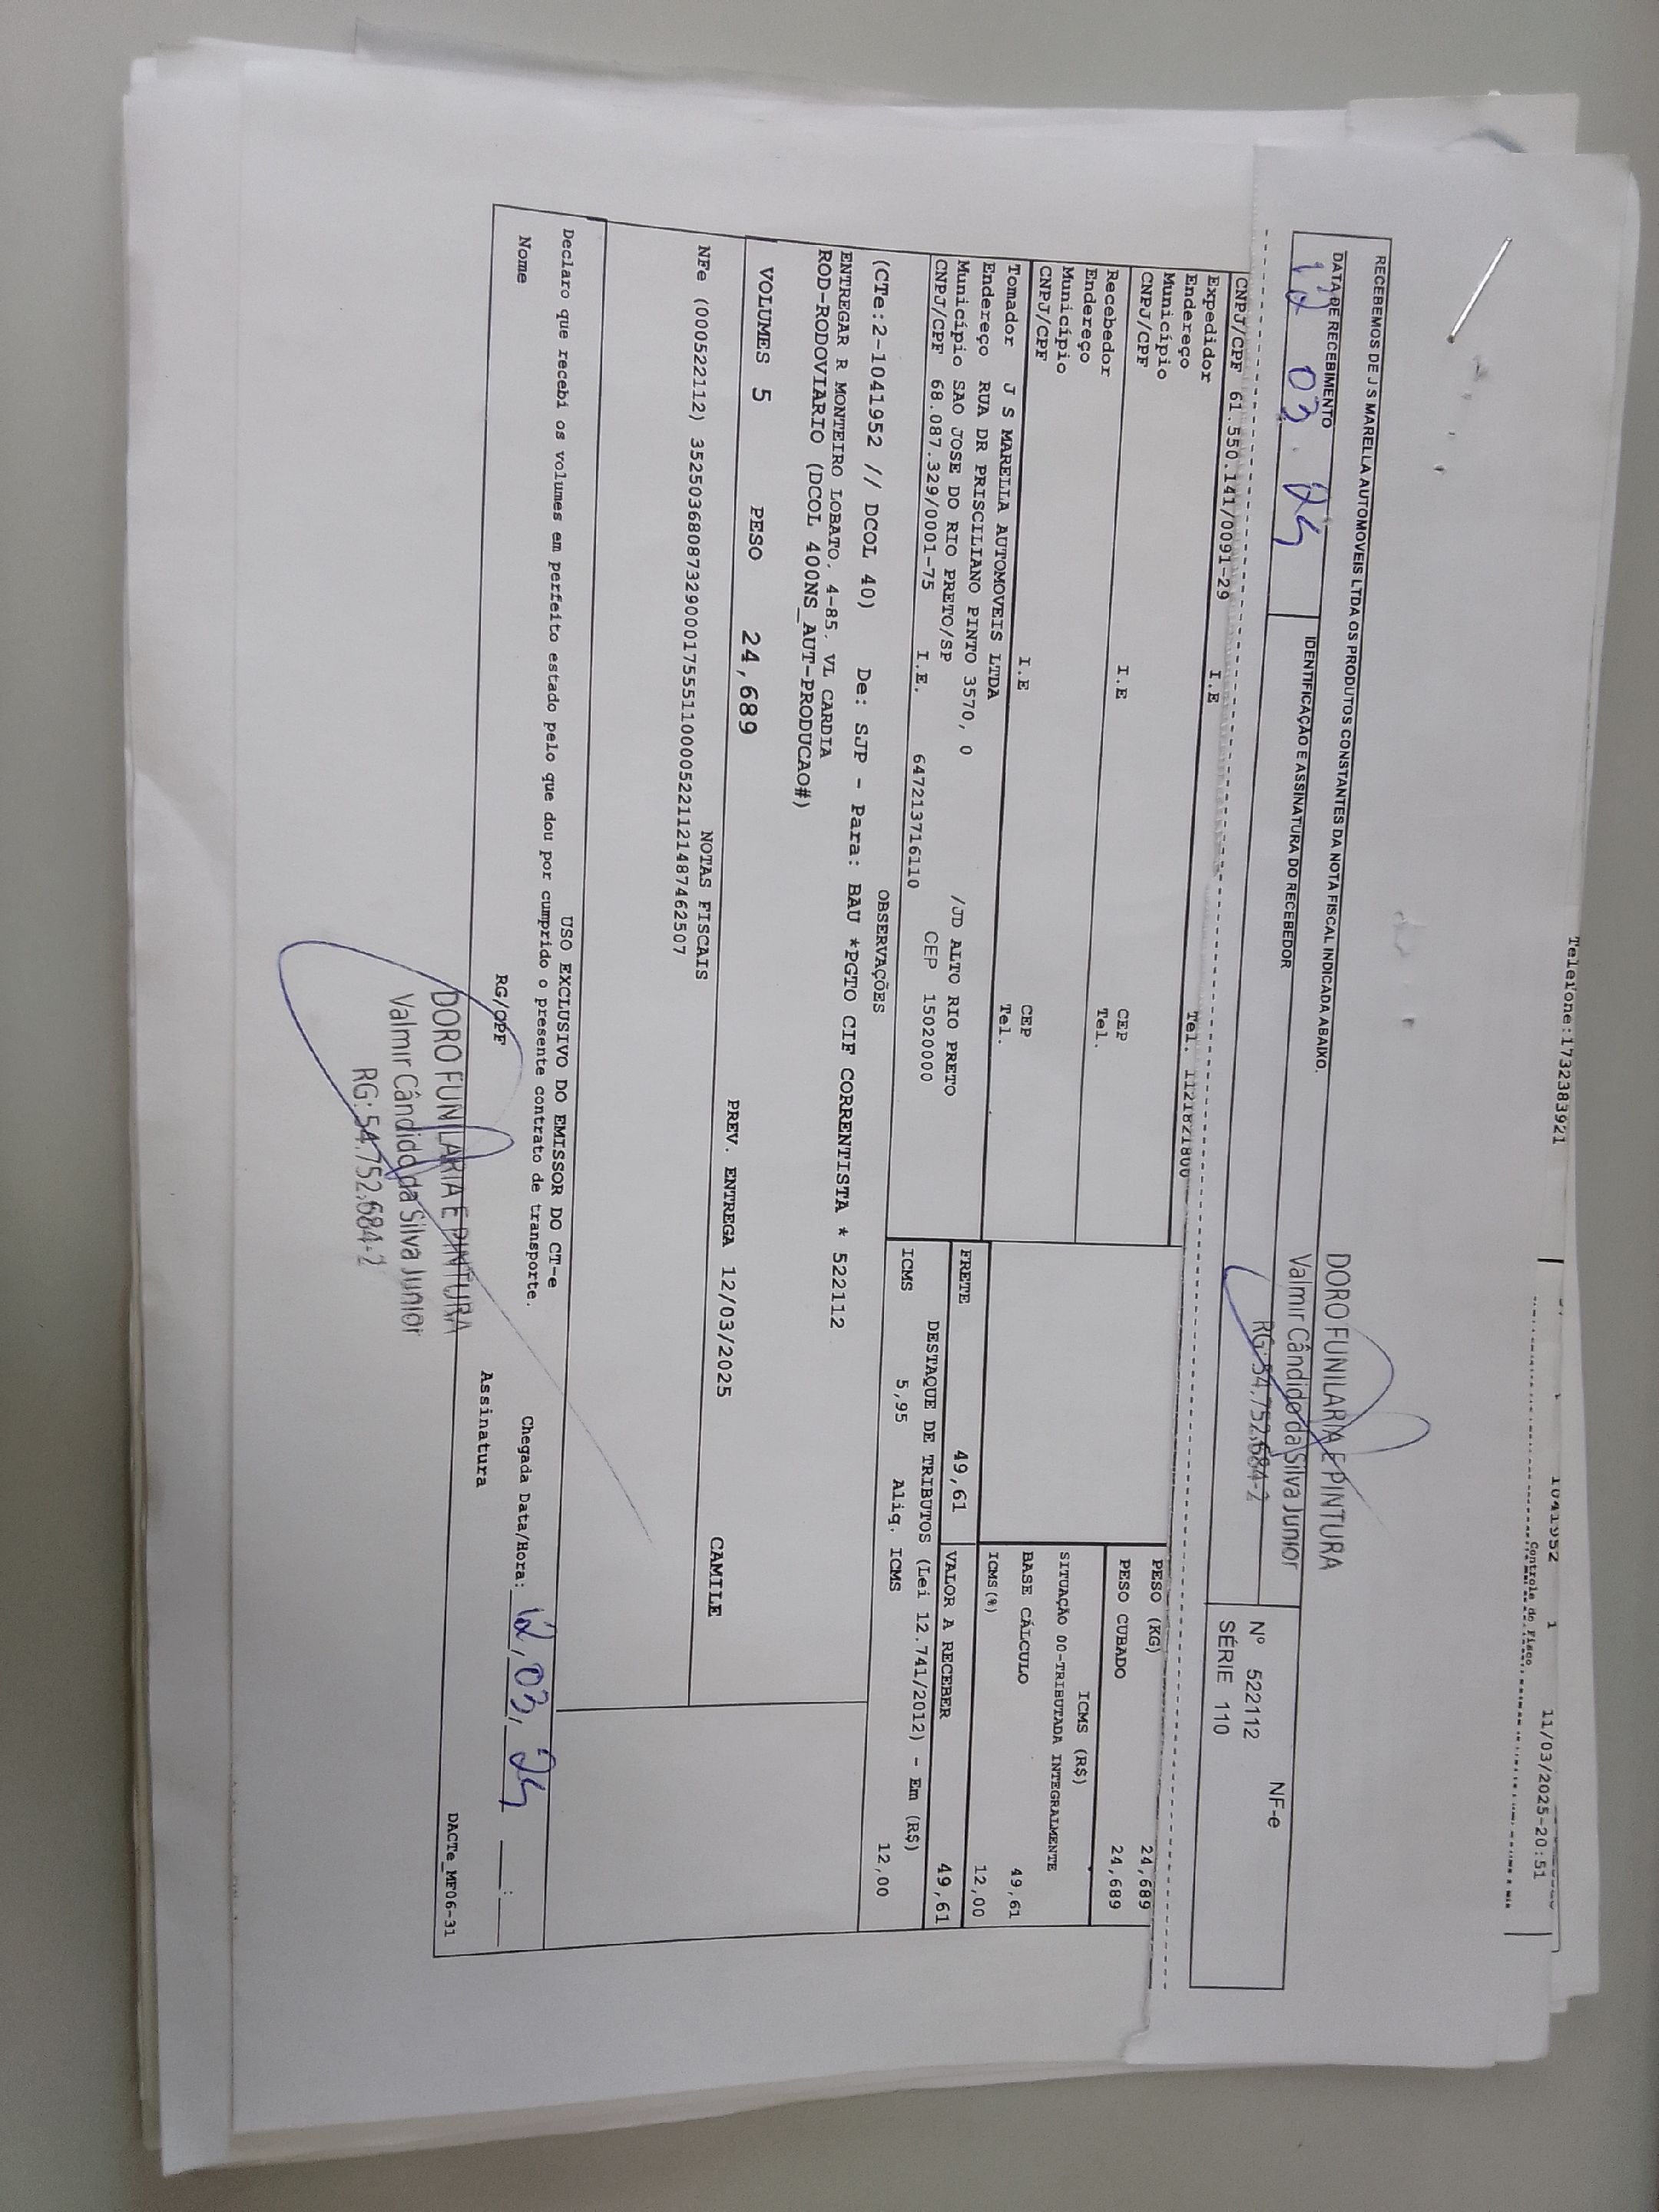 Telefone:1732383921
1041952 1 11/03/2025-20:51
Controle do Fisco
RECEBEMOS DE J S MARELLA AUTOMOVEIS LTDA OS PRODUTOS CONSTANTES DA NOTA FISCAL INDICADA ABAIXO.
DATA DE RECEBIMENTO
12 03. 25
IDENTIFICAÇÃO E ASSINATURA DO RECEBEDOR
DORO FUNILARIA E PINTURA
Valmir Cândido da Silva Junior
RG: 54.752.684-2
NF-e
Nº 522112
SÉRIE 110
CNPJ/CPF 61.550.141/0091-29 I.E Tel. 1121821800
Expedidor
Endereço
Município
CNPJ/CPF I.E CEP
Tel.
Recebedor
Endereço
Município
CNPJ/CPF I.E CEP
Tel.
Tomador J S MARELLA AUTOMOVEIS LTDA
Endereço RUA DR PRISCILIANO PINTO 3570, 0 /JD ALTO RIO PRETO
Município SAO JOSE DO RIO PRETO/SP CEP 15020000
CNPJ/CPF 68.087.329/0001-75 I.E. 647213716110
PESO (KG) 24,689
PESO CUBADO 24,689
ICMS (R$)
SITUAÇÃO 00-TRIBUTADA INTEGRALMENTE
BASE CÁLCULO 49,61
ICMS(%) 12,00
FRETE 49,61 VALOR A RECEBER 49,61
DESTAQUE DE TRIBUTOS (Lei 12.741/2012) - Em (R$)
ICMS 5,95 Aliq. ICMS 12,00
OBSERVAÇÕES
(CTe:2-1041952 // DCOL 40) De: SJP - Para: BAU *PGTO CIF CORRENTISTA * 522112
ENTREGAR R MONTEIRO LOBATO, 4-85, VL CARDIA
ROD-RODOVIARIO (DCOL 400NS_AUT-PRODUCAO#)
VOLUMES 5 PESO 24,689 PREV. ENTREGA 12/03/2025 CAMILE
NOTAS FISCAIS
NFe (000522112) 35250368087329000175551100005221121487462507
USO EXCLUSIVO DO EMISSOR DO CT-e
Declaro que recebi os volumes em perfeito estado pelo que dou por cumprido o presente contrato de transporte.
Chegada Data/Hora: 12, 03, 25 __:__
Nome RG/CPF Assinatura
DORO FUNILARIA E PINTURA
Valmir Cândido da Silva Junior
RG: 54.752.684-2
DACTe_MF06-31